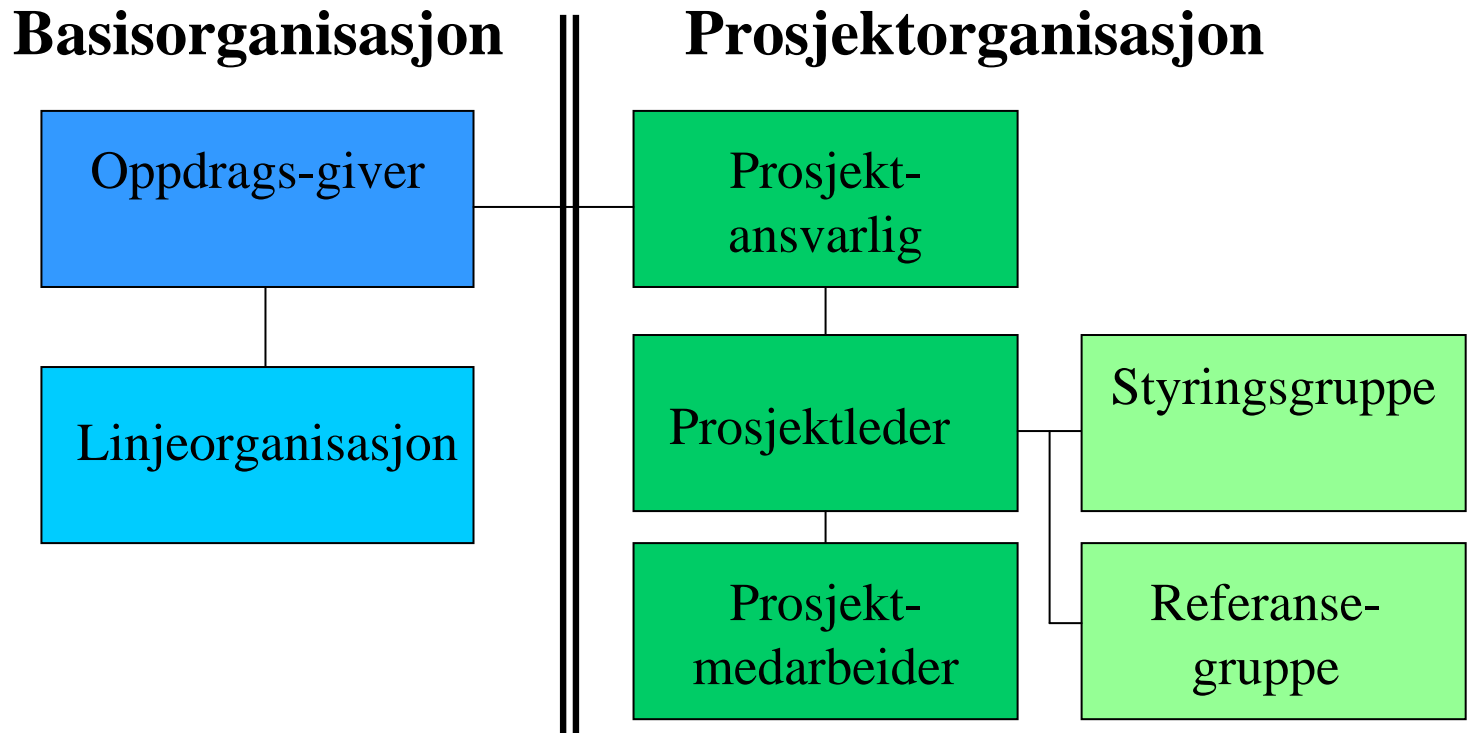 Basisorganisasjon
Prosjektorganisasjon
Oppdrags-giver
Linjeorganisasjon
Prosjekt-
ansvarlig
Prosjektleder
Prosjekt-
medarbeider
Styringsgruppe
Referanse-
gruppe